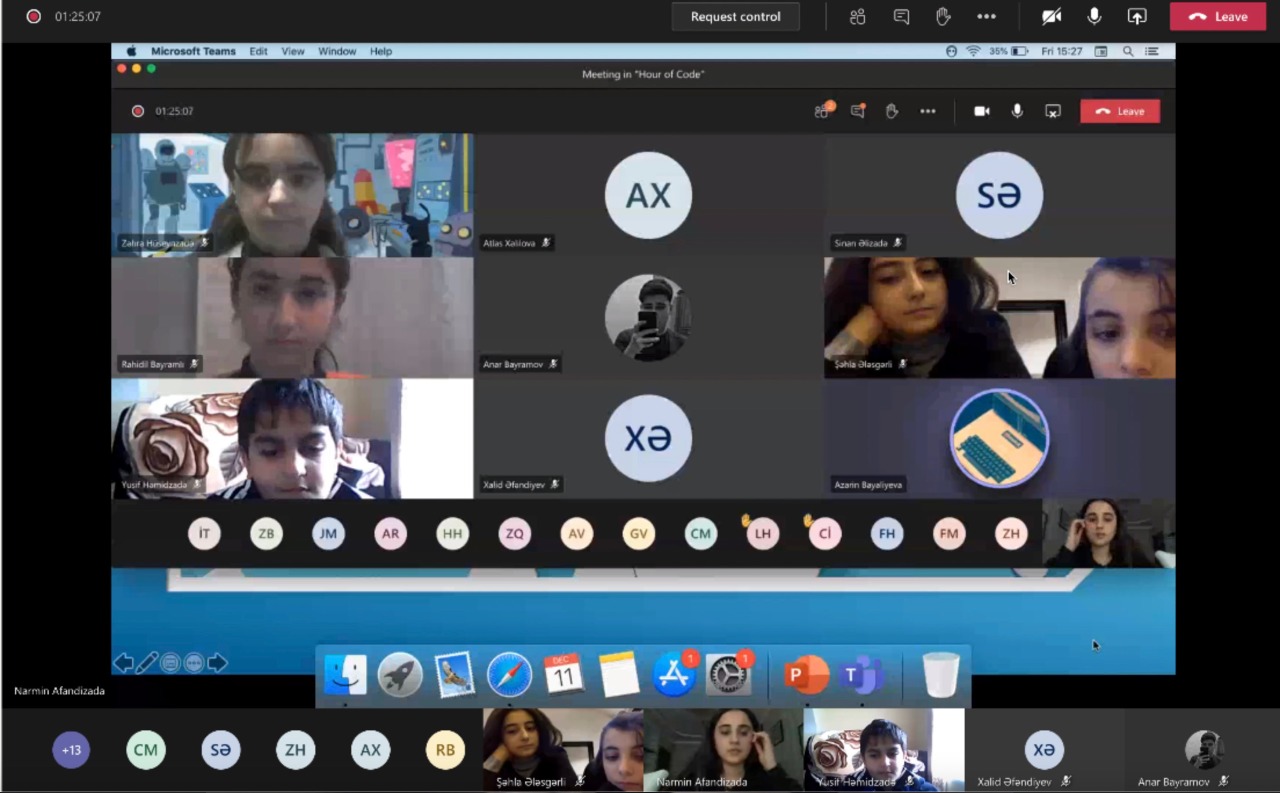 01:25:07
Request control
Leave
Microsoft Teams Edit View Window Help
35% Fri 15:27
Meeting in "Hour of Code"
01:25:07
2
Leave
AX
SƏ
Zəhra Hüseynzadə
Atlas Xəlilova
Sinan Əlizadə
Rahidil Bayramlı
Anar Bayramov
Şəhla Ələsgərli
XƏ
Yusif Həmidzadə
Xalid Əfəndiyev
Azərin Bayaliyeva
İT ZB JM AR HH ZQ AV GV CM LH Cİ FH FM ZH
DEC
11
1
1
P
T
Narmin Afandizada
+13
CM
SƏ
ZH
AX
RB
XƏ
Şəhla Ələsgərli
Narmin Afandizada
Yusif Həmidzadə
Xalid Əfəndiyev
Anar Bayramov